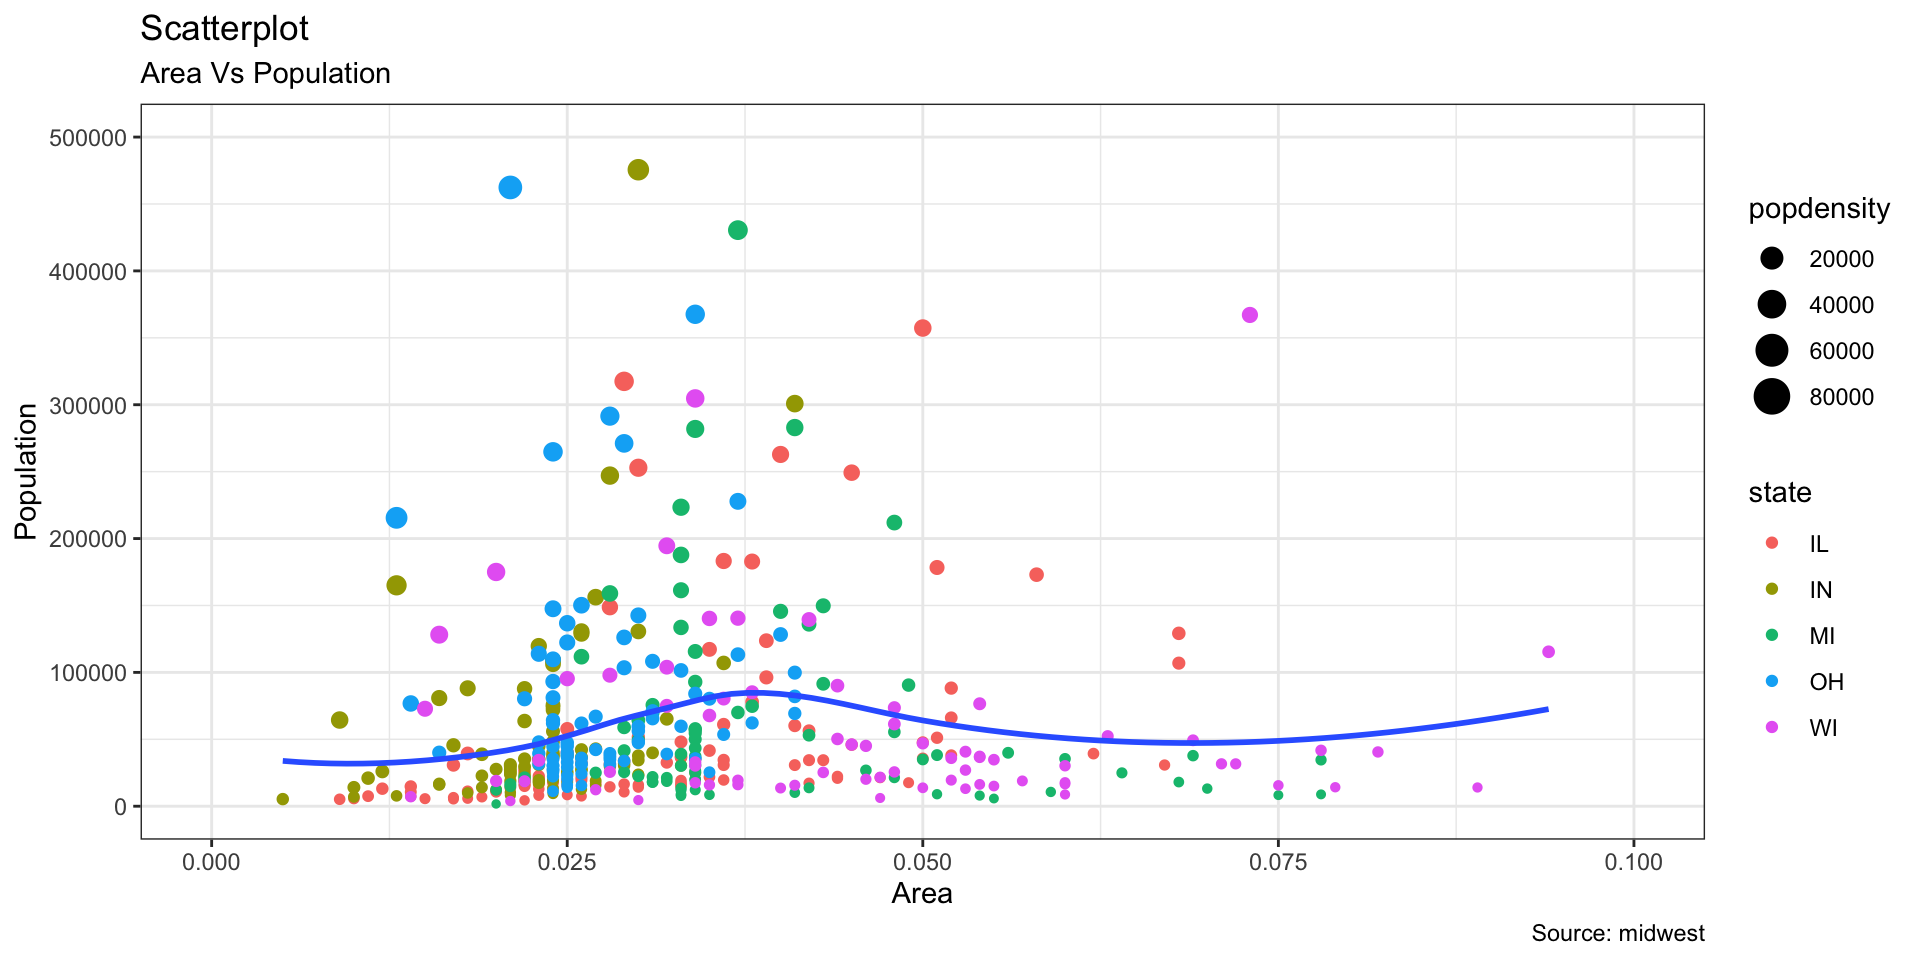 Scatterplot
Area Vs Population
500000
400000
300000
200000
100000
0
Population
0.000
0.025
0.050
0.075
0.100
Area
popdensity
20000
40000
60000
80000
state
IL
IN
MI
OH
WI
Source: midwest